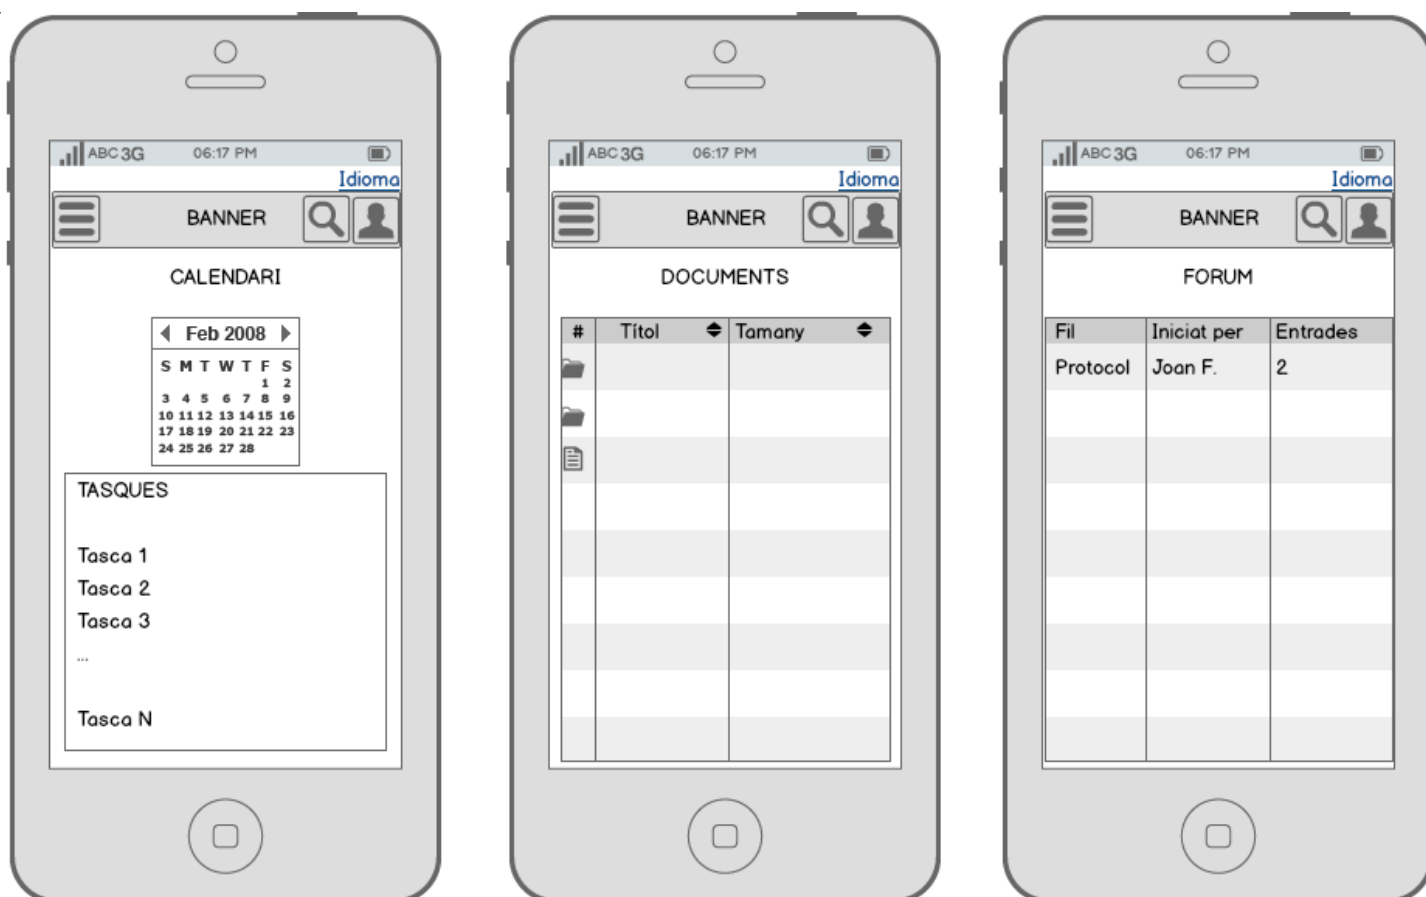 ABC 3G 06:17 PM
Idioma
BANNER
CALENDARI
Feb 2008
S M T W T F S
1 2
3 4 5 6 7 8 9
10 11 12 13 14 15 16
17 18 19 20 21 22 23
24 25 26 27 28
TASQUES
Tasca 1
Tasca 2
Tasca 3
...
Tasca N
ABC 3G 06:17 PM
Idioma
BANNER
DOCUMENTS
# Títol Tamany
ABC 3G 06:17 PM
Idioma
BANNER
FORUM
Fil Iniciat per Entrades
Protocol Joan F. 2